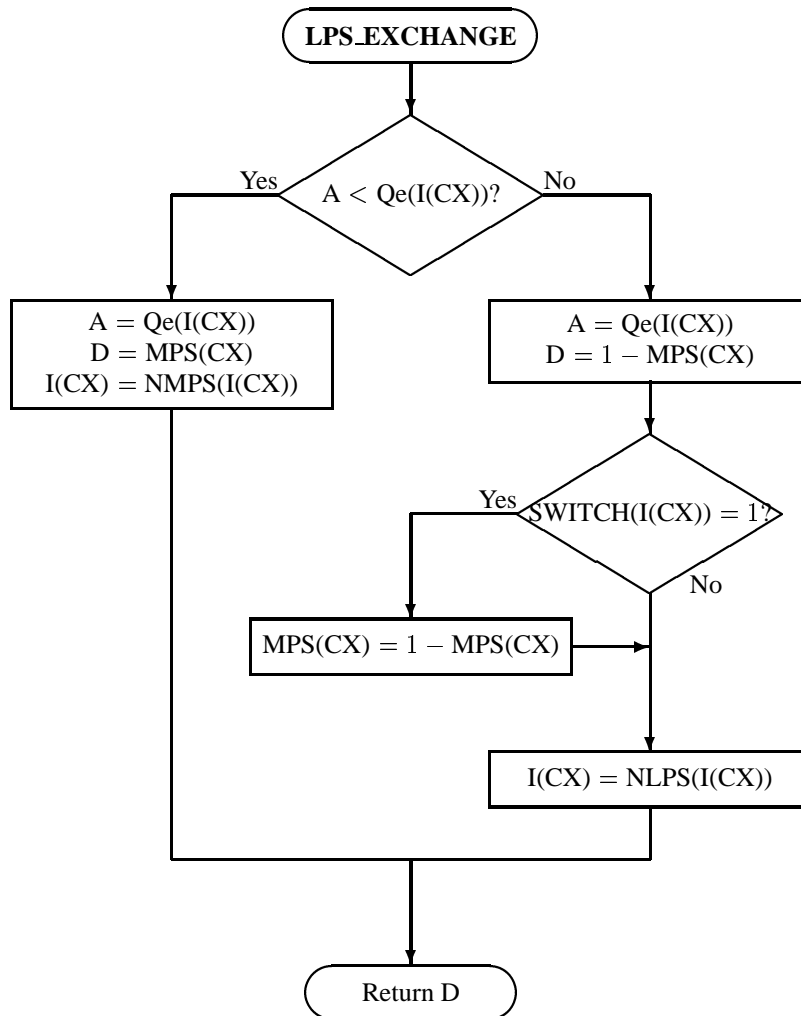 LPS_EXCHANGE
Yes
A < Qe(I(CX))?
No
A = Qe(I(CX))
D = MPS(CX)
I(CX) = NMPS(I(CX))
A = Qe(I(CX))
D = 1 − MPS(CX)
Yes
SWITCH(I(CX)) = 1?
No
MPS(CX) = 1 − MPS(CX)
I(CX) = NLPS(I(CX))
Return D